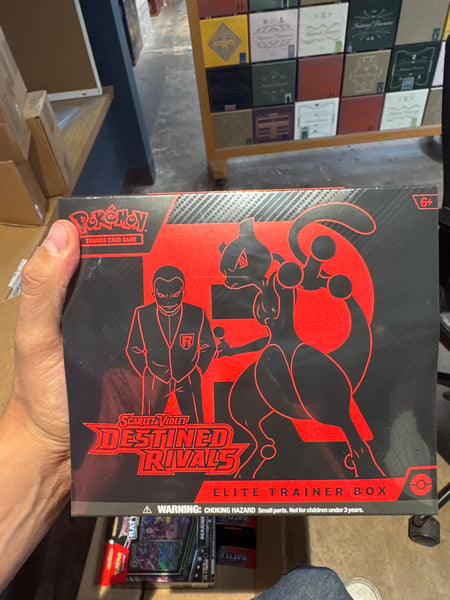 POKéMON
TRADING CARD GAME
6+
R
SCARLET & VIOLET
DESTINED
RIVALS
ELITE TRAINER BOX
WARNING: CHOKING HAZARD Small parts. Not for children under 3 years.